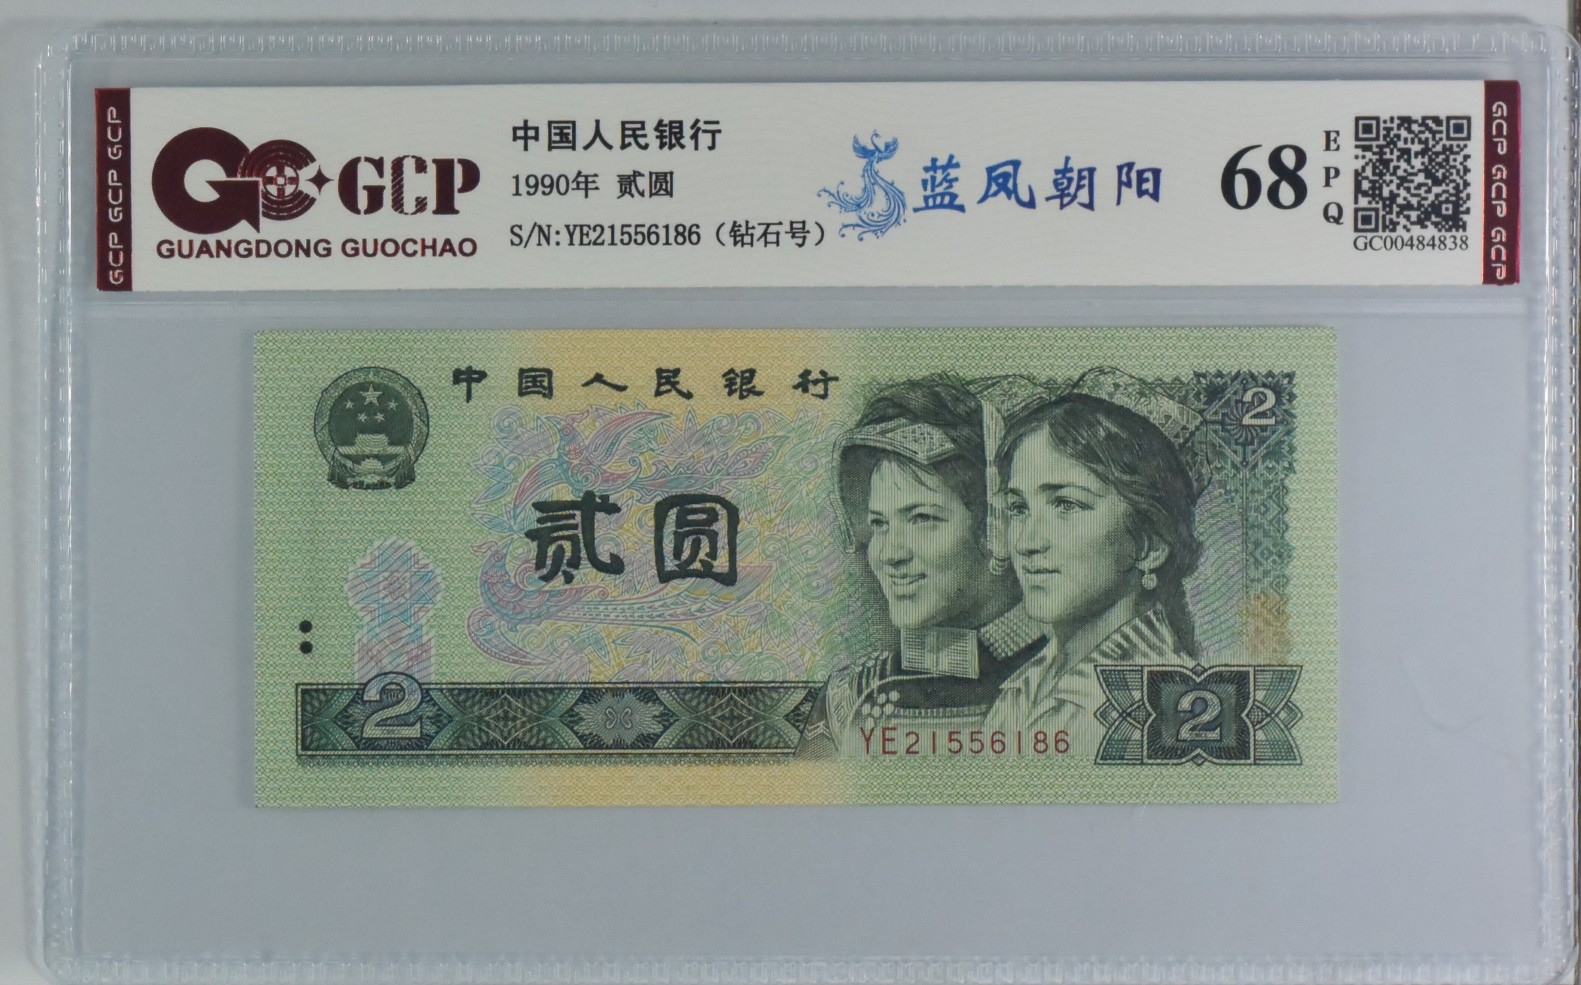 GCP GCP GCP
GCP
GUANGDONG GUOCHAO
中国人民银行
1990年 贰圆
S/N:YE21556186（钻石号）
蓝凤朝阳
68
EPQ
GC00484838
GCP GCP GCP
中国人民银行
贰圆
2
2
2
YE21556186